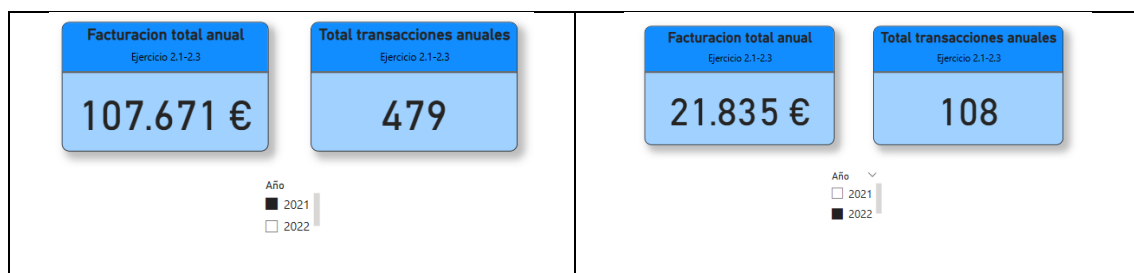 Facturacion total anual
Ejercicio 2.1-2.3
107.671 €
Total transacciones anuales
Ejercicio 2.1-2.3
479
Año
2021
2022
Facturacion total anual
Ejercicio 2.1-2.3
21.835 €
Total transacciones anuales
Ejercicio 2.1-2.3
108
Año
2021
2022